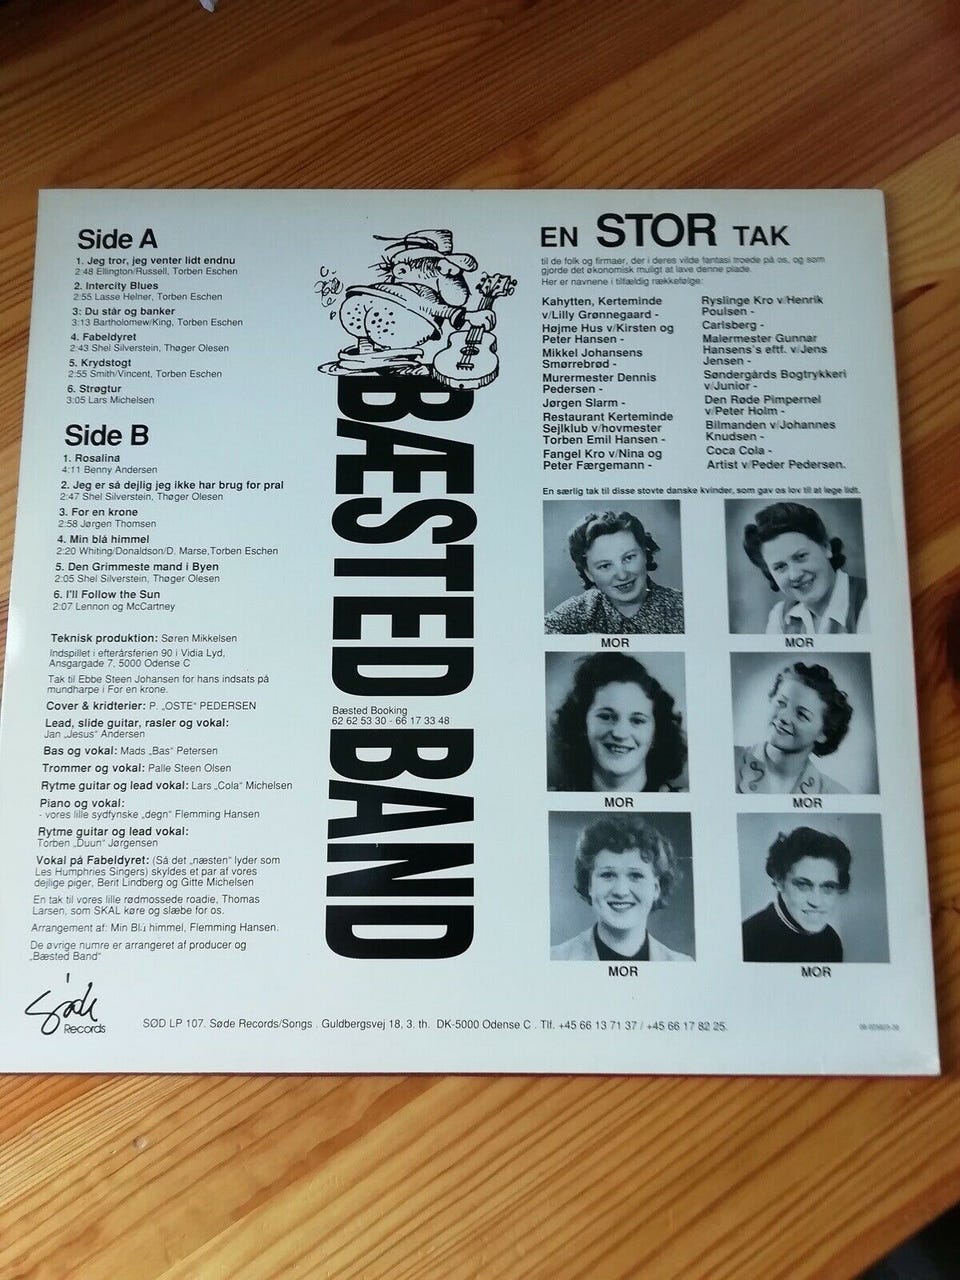 Side A
1. Jeg tror, jeg venter lidt endnu
2:48 Ellington/Russell, Torben Eschen
2. Intercity Blues
2:55 Lasse Helner, Torben Eschen
3: Du står og banker
3:13 Bartholomew/King, Torben Eschen
4. Fabeldyret
2:43 Shel Silverstein, Thøger Olesen
5. Krydstogt
2:55 Smith/Vincent, Torben Eschen
6. Strøgtur
3:05 Lars Michelsen
Side B
1. Rosalina
4:11 Benny Andersen
2. Jeg er så dejlig jeg ikke har brug for pral
2:47 Shel Silverstein, Thøger Olesen
3. For en krone
2:58 Jørgen Thomsen
4. Min blå himmel
2:20 Whiting/Donaldson/D. Marse,Torben Eschen
5. Den Grimmeste mand i Byen
2:05 Shel Silverstein, Thøger Olesen
6. I'll Follow the Sun
2:07 Lennon og McCartney
Teknisk produktion: Søren Mikkelsen
Indspillet i efterårsferien 90 i Vidia Lyd,
Ansgargade 7, 5000 Odense C
Tak til Ebbe Steen Johansen for hans indsats på
mundharpe i For en krone.
Cover & kridterier: P. „OSTE" PEDERSEN
Lead, slide guitar, rasler og vokal:
Jan „Jesus" Andersen
Bas og vokal: Mads „Bas" Petersen
Trommer og vokal: Palle Steen Olsen
Rytme guitar og lead vokal: Lars „Cola" Michelsen
Piano og vokal:
- vores lille sydfynske „degn" Flemming Hansen
Rytme guitar og lead vokal:
Torben „Duun" Jørgensen
Vokal på Fabeldyret: (Så det „næsten" lyder som
Les Humphries Singers) skyldes et par af vores
dejlige piger, Berit Lindberg og Gitte Michelsen
En tak til vores lille rødmossede roadie, Thomas
Larsen, som SKAL køre og slæbe for os.
Arrangement af: Min Blå himmel, Flemming Hansen.
De øvrige numre er arrangeret af producer og
„Bæsted Band"
BÆSTED BAND
Bæsted Booking
62 62 53 30 - 66 17 33 48
EN STOR TAK
til de folk og firmaer, der i deres vilde fantasi troede på os, og som
gjorde det økonomisk muligt at lave denne plade.
Her er navnene i tilfældig rækkefølge:
Kahytten, Kerteminde
v/Lilly Grønnegaard -
Højme Hus v/Kirsten og
Peter Hansen -
Mikkel Johansens
Smørrebrød -
Murermester Dennis
Pedersen -
Jørgen Slarm -
Restaurant Kerteminde
Sejlklub v/hovmester
Torben Emil Hansen -
Fangel Kro v/Nina og
Peter Færgemann -
Ryslinge Kro v/Henrik
Poulsen -
Carlsberg -
Malermester Gunnar
Hansens's eftf. v/Jens
Jensen -
Søndergårds Bogtrykkeri
v/Junior -
Den Røde Pimpernel
v/Peter Holm -
Bilmanden v/Johannes
Knudsen -
Coca Cola -
Artist v/Peder Pedersen.
En særlig tak til disse stovte danske kvinder, som gav os lov til at lege lidt.
MOR
MOR
MOR
MOR
MOR
MOR
Søde
Records
SØD LP 107. Søde Records/Songs . Guldbergsvej 18, 3. th. DK-5000 Odense C . Tlf. +45 66 13 71 37 / +45 66 17 82 25.